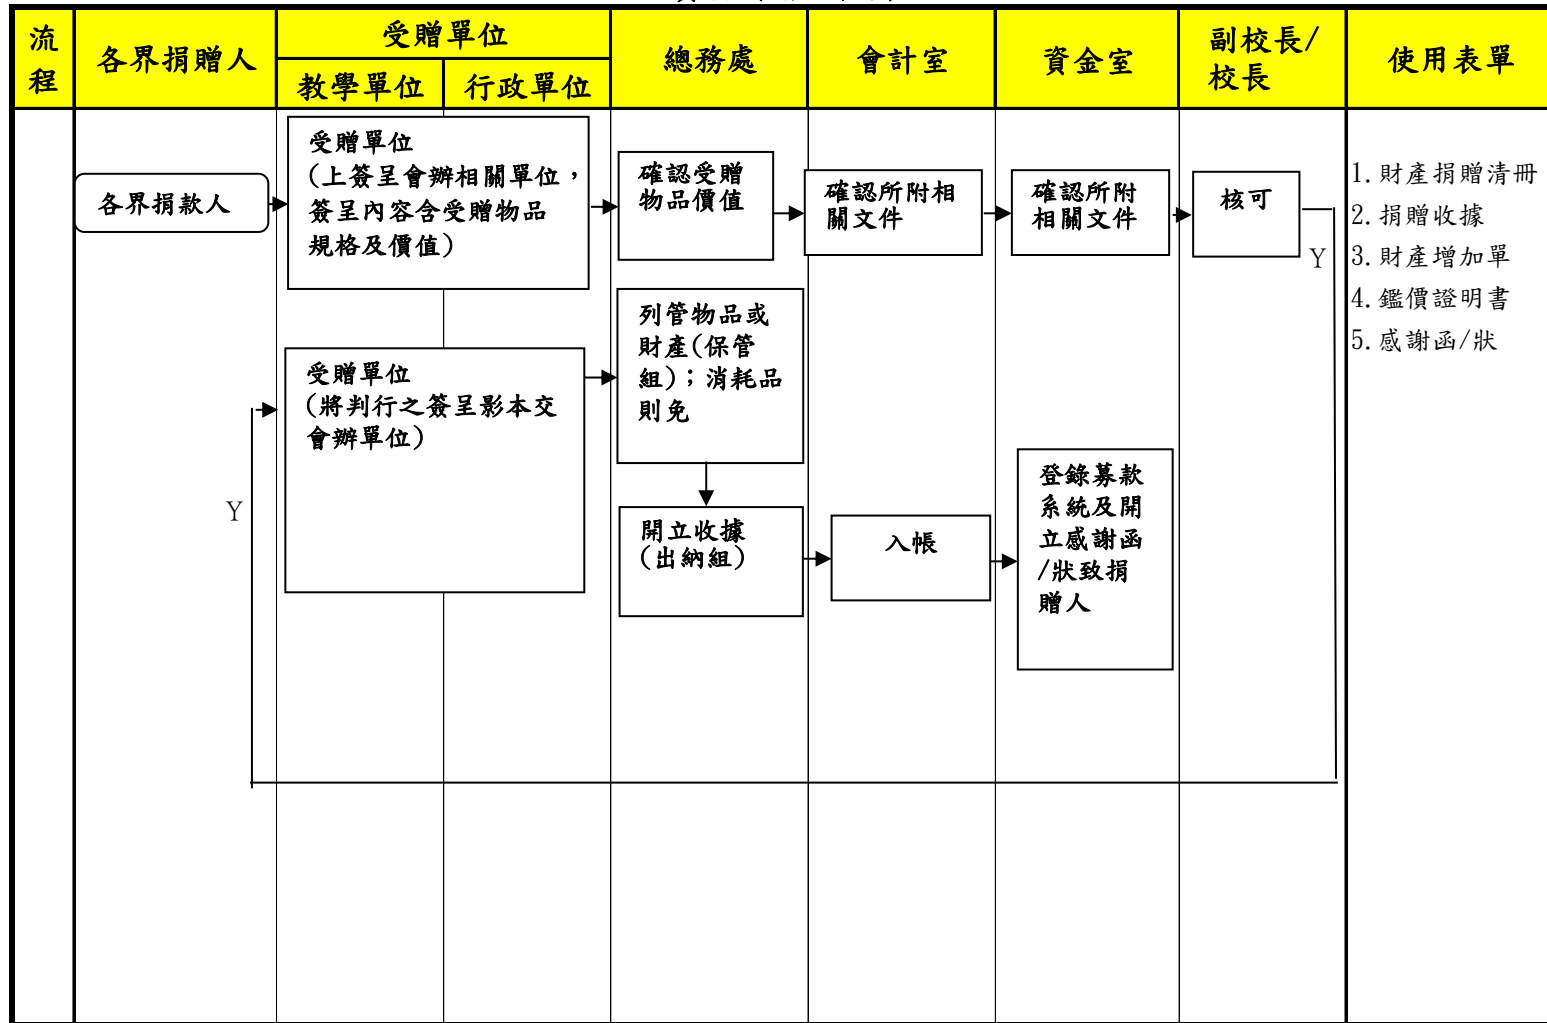 流
程
各界捐贈人
受贈單位
教學單位
行政單位
總務處
會計室
資金室
副校長/
校長
使用表單
各界捐款人
受贈單位
(上簽呈會辦相關單位，
簽呈內容含受贈物品
規格及價值)
確認受贈
物品價值
確認所附相
關文件
確認所附
相關文件
核可
Y
1.財產捐贈清冊
2.捐贈收據
3.財產增加單
4.鑑價證明書
5.感謝函/狀
受贈單位
(將判行之簽呈影本交
會辦單位)
列管物品或
財產(保管
組)；消耗品
則免
Y
開立收據
(出納組)
入帳
登錄募款
系統及開
立感謝函
/狀致捐
贈人